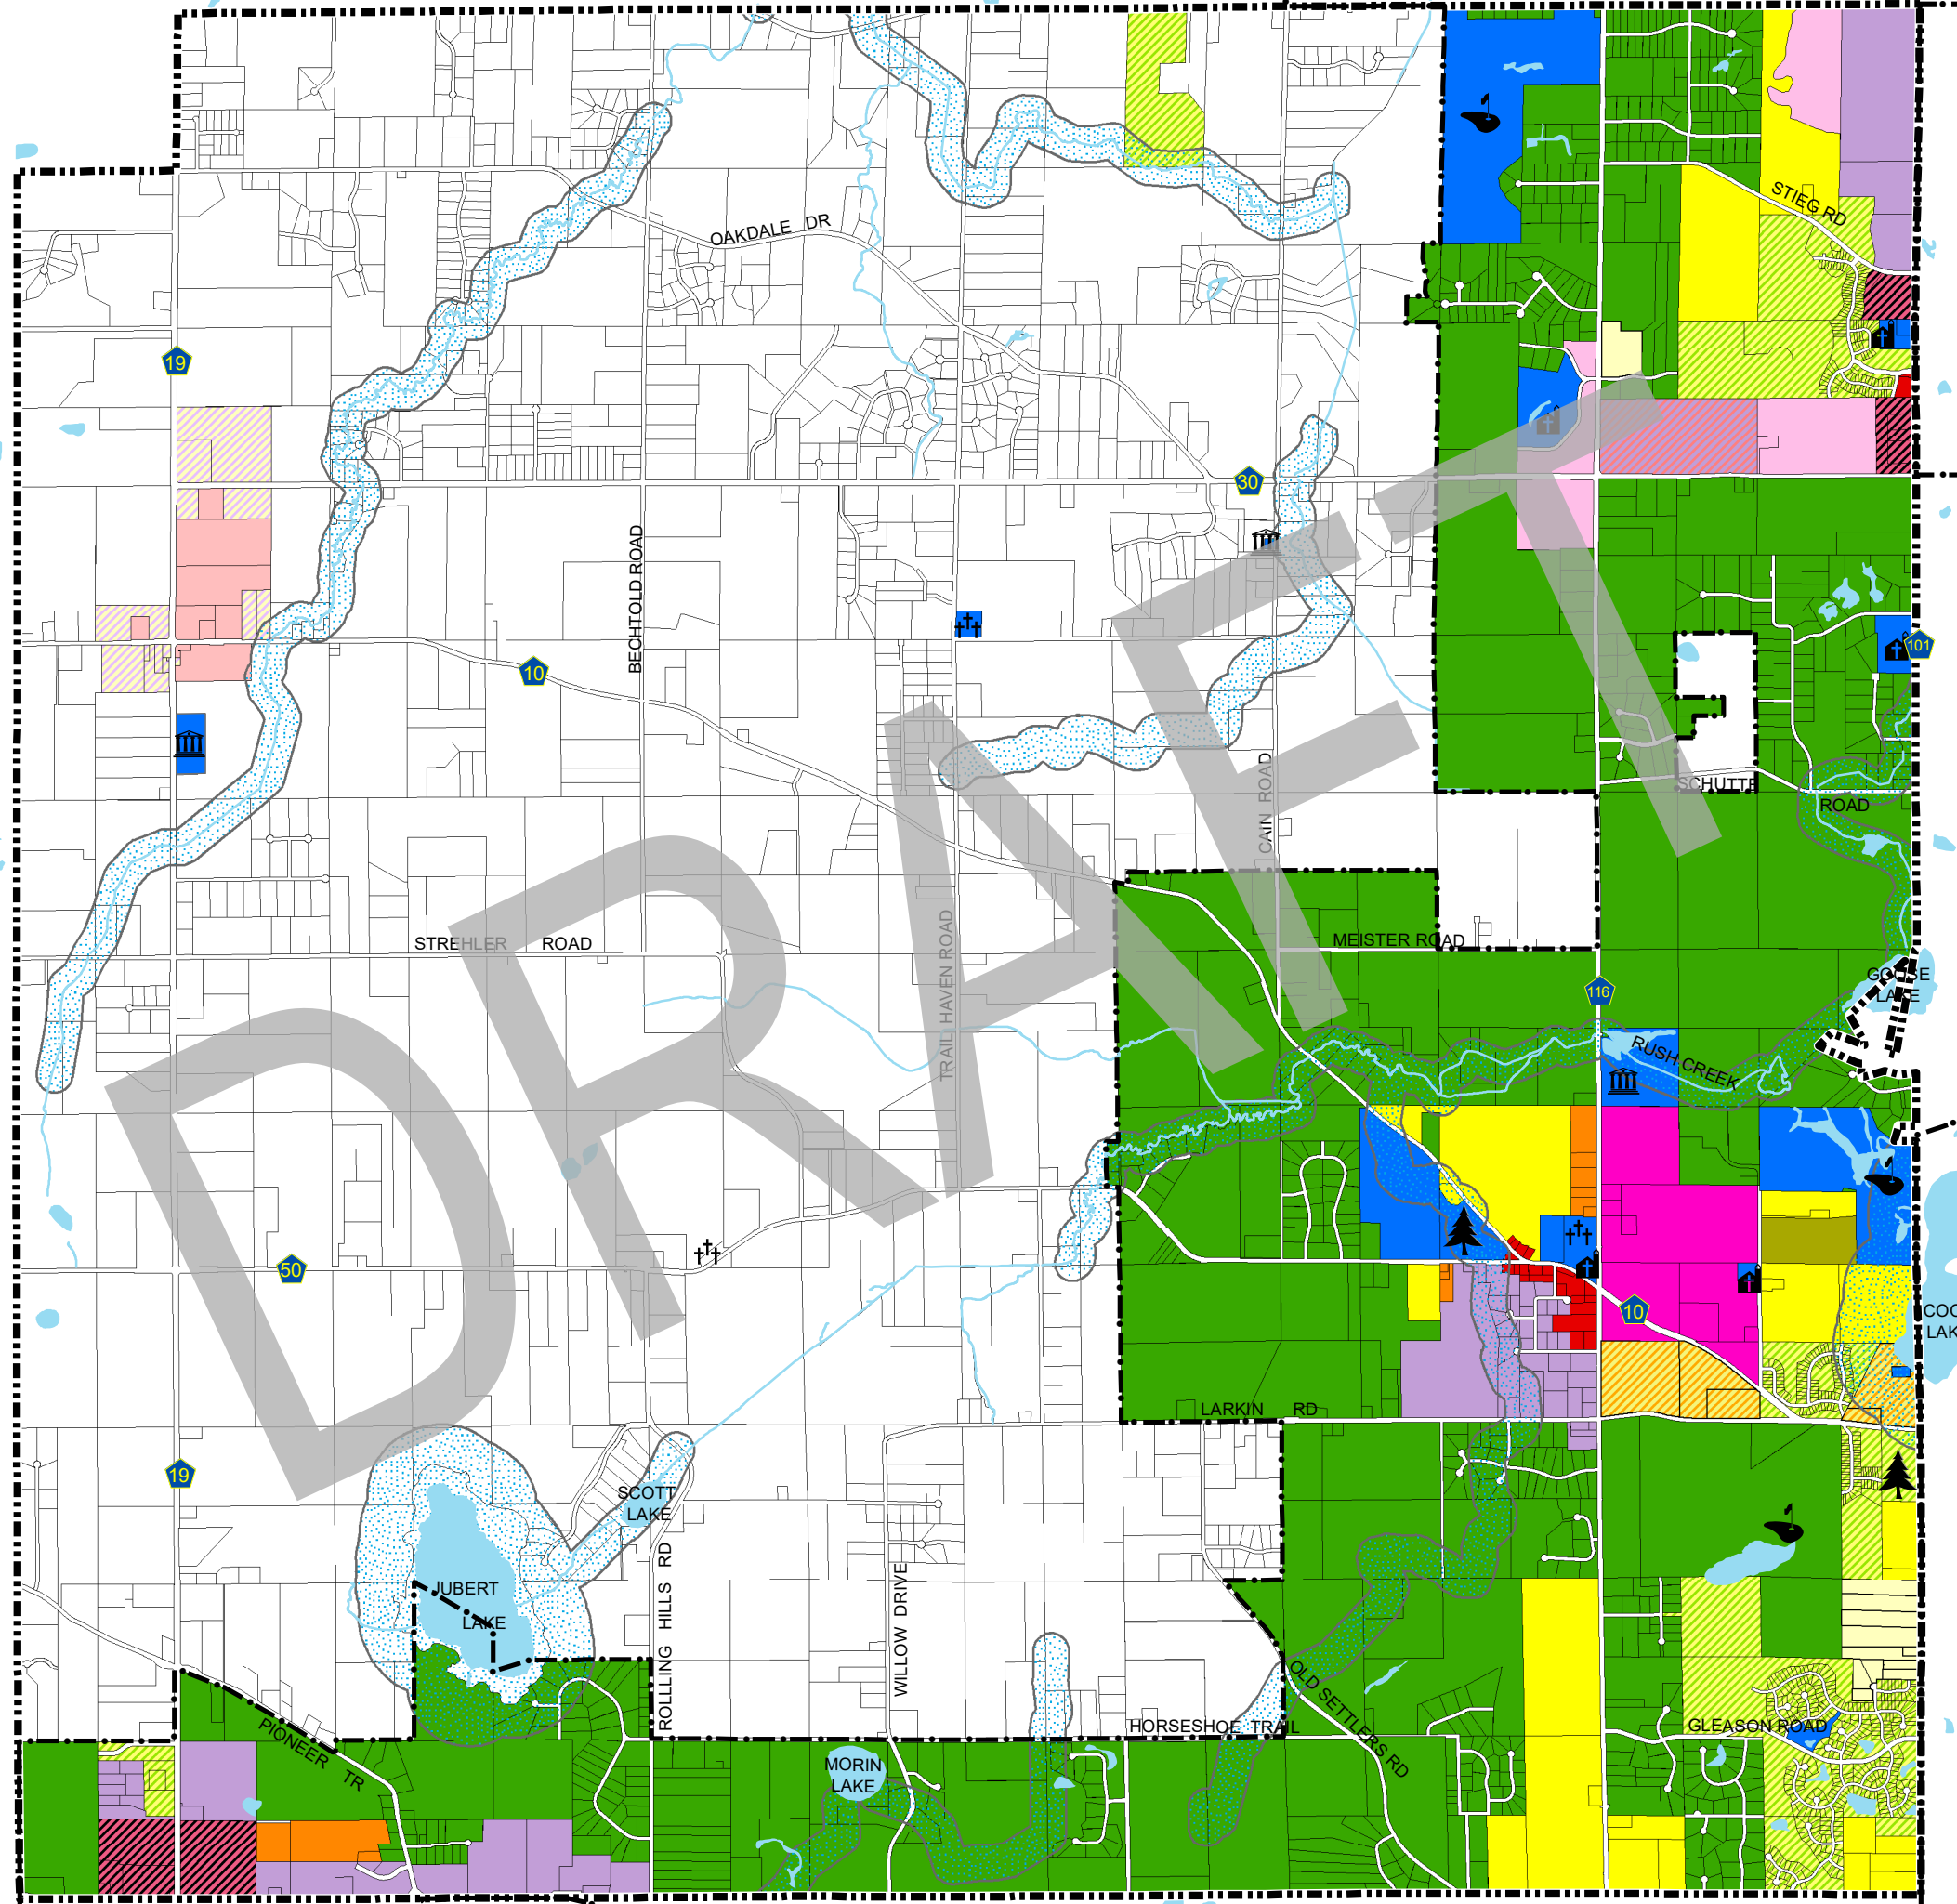 STIEG RD
OAKDALE DR
19
30
BECHTOLD ROAD
10
101
SCHUTTE
ROAD
CAIN ROAD
DRAFT
STREHLER ROAD
TRAIL HAVEN ROAD
MEISTER ROAD
GOOSE
LAKE
116
RUSH CREEK
50
10
LARKIN RD
19
SCOTT
LAKE
JUBERT
LAKE
ROLLLING HILLS RD
WILLOW DRIVE
OLD SETTLERS RD
HORSESHOE TRAIL
GLEASON ROAD
PIONEER TR
MORIN
LAKE